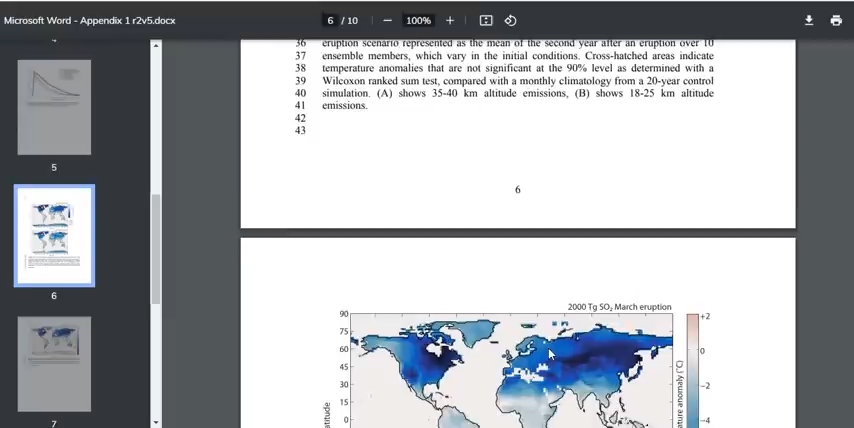 Microsoft Word - Appendix 1 r2v5.docx
6 / 10
100%
5
6
7
36 eruption scenario represented as the mean of the second year after an eruption over 10
37 ensemble members, which vary in the initial conditions. Cross-hatched areas indicate
38 temperature anomalies that are not significant at the 90% level as determined with a
39 Wilcoxon ranked sum test, compared with a monthly climatology from a 20-year control
40 simulation. (A) shows 35-40 km altitude emissions, (B) shows 18-25 km altitude
41 emissions.
42
43
6
2000 Tg SO₂ March eruption
90
75
60
45
30
15
0
+2
0
−2
−4